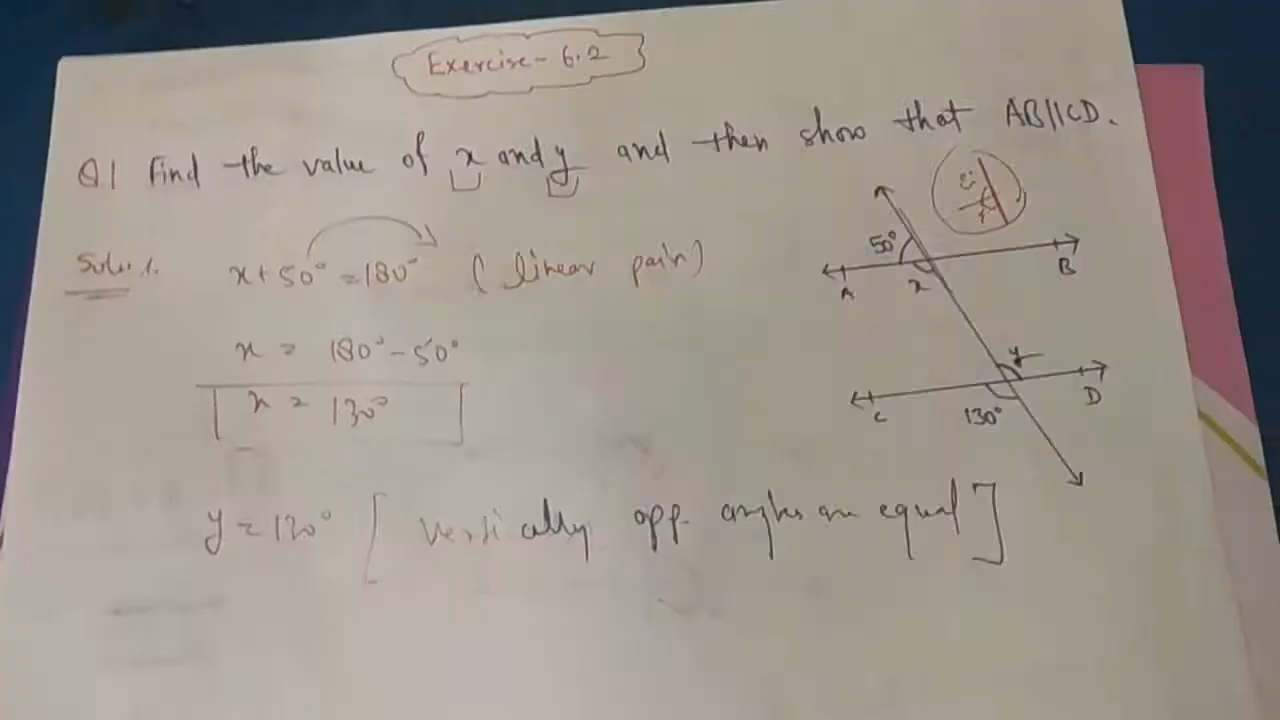 Exercise - 6.2
Q.1 Find the value of x and y and then show that AB||CD.
Soln:
x + 50° = 180° (linear pair)
x = 180° - 50°
x = 130°
y = 130° [vertically opp. angles are equal]
50°
A
x
B
y
C
130°
D